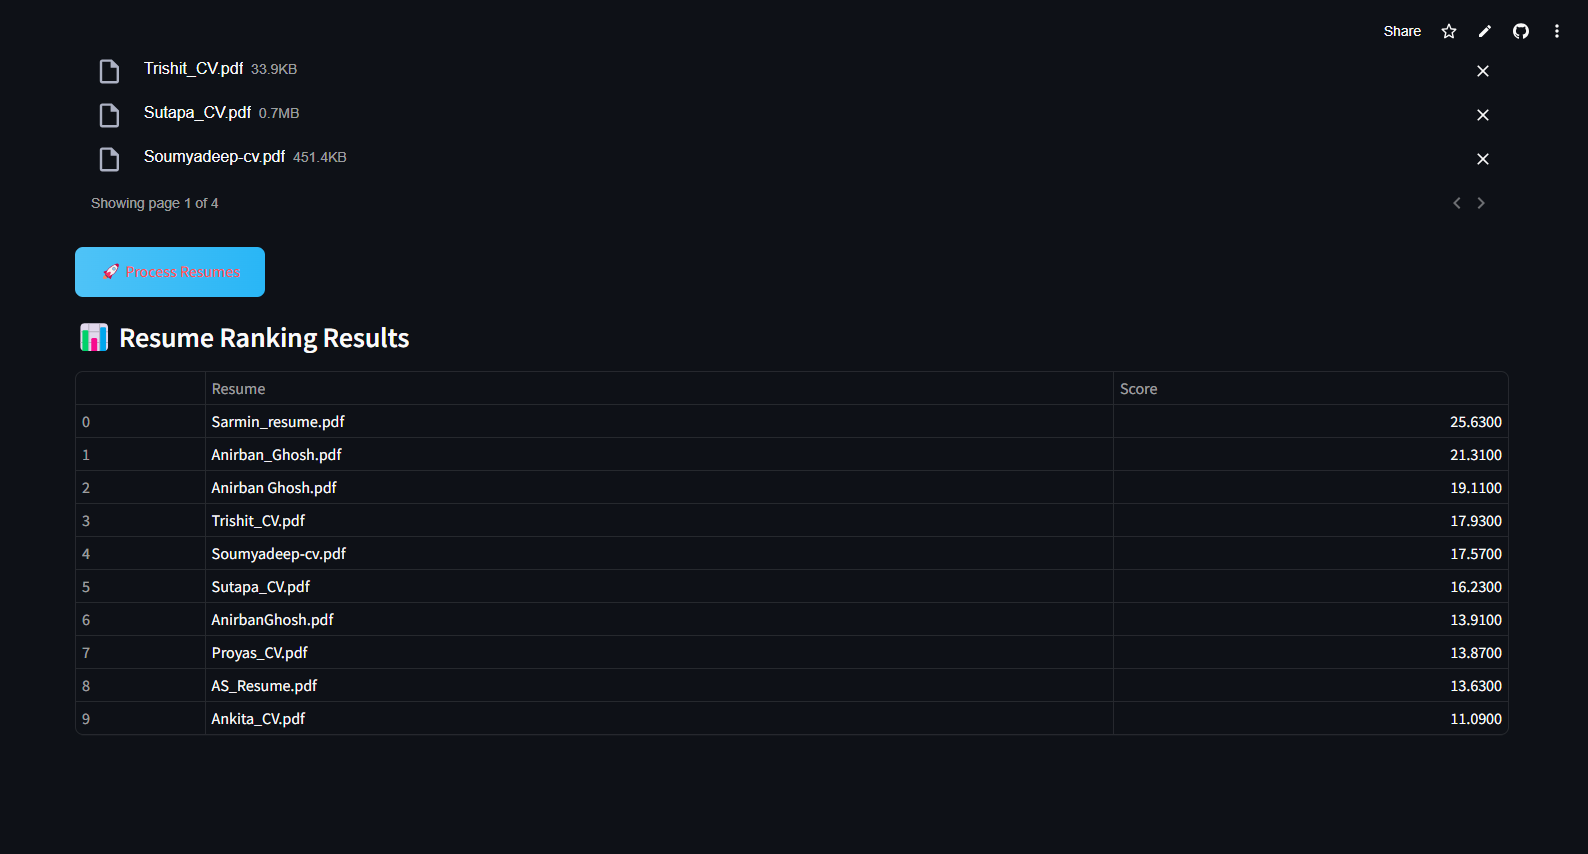 Share
Trishit_CV.pdf 33.9KB
Sutapa_CV.pdf 0.7MB
Soumyadeep-cv.pdf 451.4KB
Showing page 1 of 4
🚀 Process Resumes
📊 Resume Ranking Results
Resume Score
0 Sarmin_resume.pdf 25.6300
1 Anirban_Ghosh.pdf 21.3100
2 Anirban Ghosh.pdf 19.1100
3 Trishit_CV.pdf 17.9300
4 Soumyadeep-cv.pdf 17.5700
5 Sutapa_CV.pdf 16.2300
6 AnirbanGhosh.pdf 13.9100
7 Proyas_CV.pdf 13.8700
8 AS_Resume.pdf 13.6300
9 Ankita_CV.pdf 11.0900